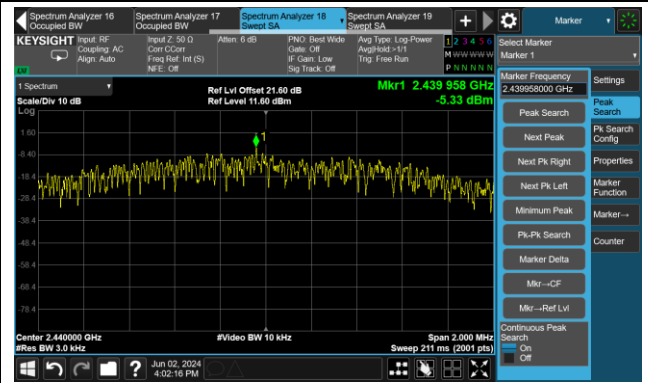 Spectrum Analyzer 16
Occupied BW
Spectrum Analyzer 17
Occupied BW
Spectrum Analyzer 18
Swept SA
Spectrum Analyzer 19
Swept SA
+
Marker
KEYSIGHT
LXI
Input: RF
Coupling: AC
Align: Auto
Input Z: 50 Ω
Corr CCorr
Freq Ref: Int (S)
NFE: Off
Atten: 6 dB
PNO: Best Wide
Gate: Off
IF Gain: Low
Sig Track: Off
Avg Type: Log-Power
Avg|Hold:>1/1
Trig: Free Run
1 2 3 4 5 6
M W W W W W
P N N N N N
Select Marker
Marker 1
1 Spectrum
Scale/Div 10 dB
Ref Lvl Offset 21.60 dB
Ref Level 11.60 dBm
Mkr1 2.439 958 GHz
-5.33 dBm
Log
1.60
-8.40
-18.4
-28.4
-38.4
-48.4
-58.4
-68.4
-78.4
1
Center 2.440000 GHz
#Res BW 3.0 kHz
#Video BW 10 kHz
Span 2.000 MHz
Sweep 211 ms (2001 pts)
Marker Frequency
2.439958000 GHz
Peak Search
Next Peak
Next Pk Right
Next Pk Left
Minimum Peak
Pk-Pk Search
Marker Delta
Mkr→CF
Mkr→Ref Lvl
Continuous Peak
Search
On
Off
Settings
Peak
Search
Pk Search
Config
Properties
Marker
Function
Marker→
Counter
?
Jun 02, 2024
4:02:16 PM